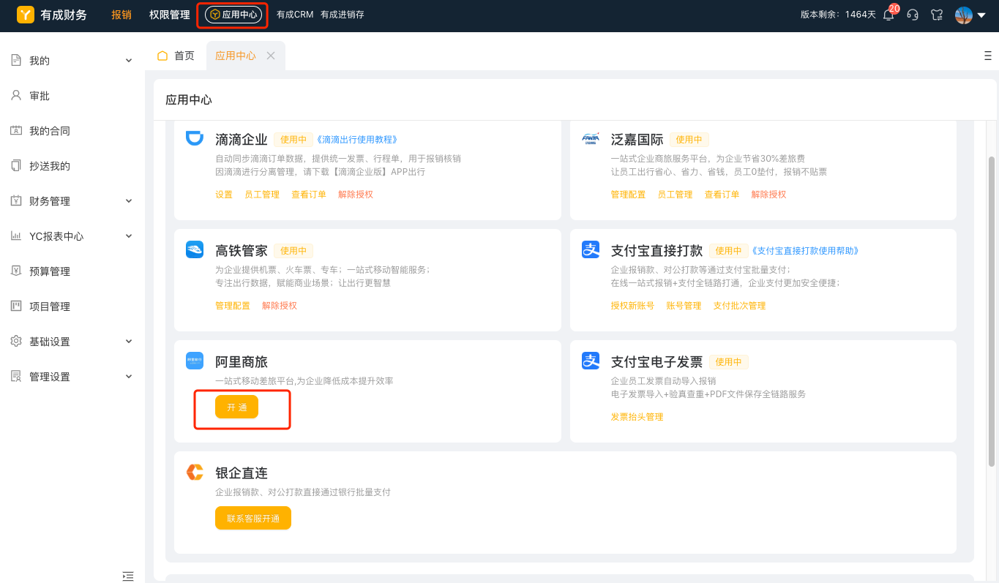 有成财务
报销
权限管理
应用中心
有成CRM
有成进销存
版本剩余: 1464天
20
我的
审批
我的合同
抄送我的
财务管理
YC报表中心
预算管理
项目管理
基础设置
管理设置
首页
应用中心
应用中心
滴滴企业 使用中 《滴滴出行使用教程》
自动同步滴滴订单数据，提供统一发票、行程单，用于报销核销
因滴滴进行分离管理，请下载【滴滴企业版】APP出行
设置 员工管理 查看订单 解除授权
泛嘉国际 使用中
一站式企业商旅服务平台，为企业节省30%差旅费
让员工出行省心、省力、省钱，员工0垫付，报销不贴票
管理配置 员工管理 查看订单 解除授权
高铁管家 使用中
为企业提供机票、火车票、专车；一站式移动智能服务；
专注出行数据，赋能商业场景；让出行更智慧
管理配置 解除授权
支付宝直接打款 使用中 《支付宝直接打款使用帮助》
企业报销款、对公打款等通过支付宝批量支付；
在线一站式报销+支付全链路打通，企业支付更加安全便捷；
授权新账号 账号管理 支付批次管理
阿里商旅
一站式移动差旅平台,为企业降低成本提升效率
开 通
支付宝电子发票 使用中
企业员工发票自动导入报销
电子发票导入+验真查重+PDF文件保存全链路服务
发票抬头管理
银企直连
企业报销款、对公打款直接通过银行批量支付
联系客服开通